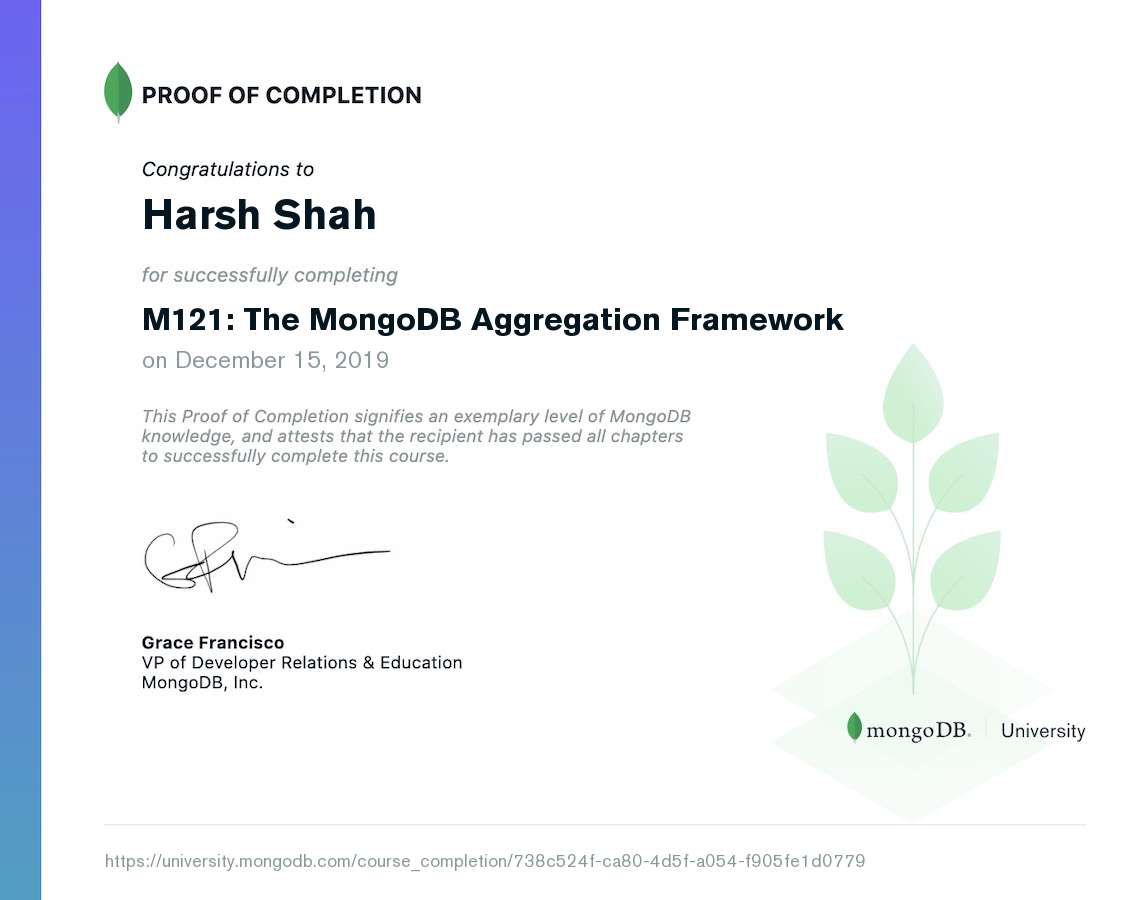 PROOF OF COMPLETION
Congratulations to
Harsh Shah
for successfully completing
M121: The MongoDB Aggregation Framework
on December 15, 2019
This Proof of Completion signifies an exemplary level of MongoDB
knowledge, and attests that the recipient has passed all chapters
to successfully complete this course.
Grace Francisco
VP of Developer Relations & Education
MongoDB, Inc.
mongoDB. University
https://university.mongodb.com/course_completion/738c524f-ca80-4d5f-a054-f905fe1d0779